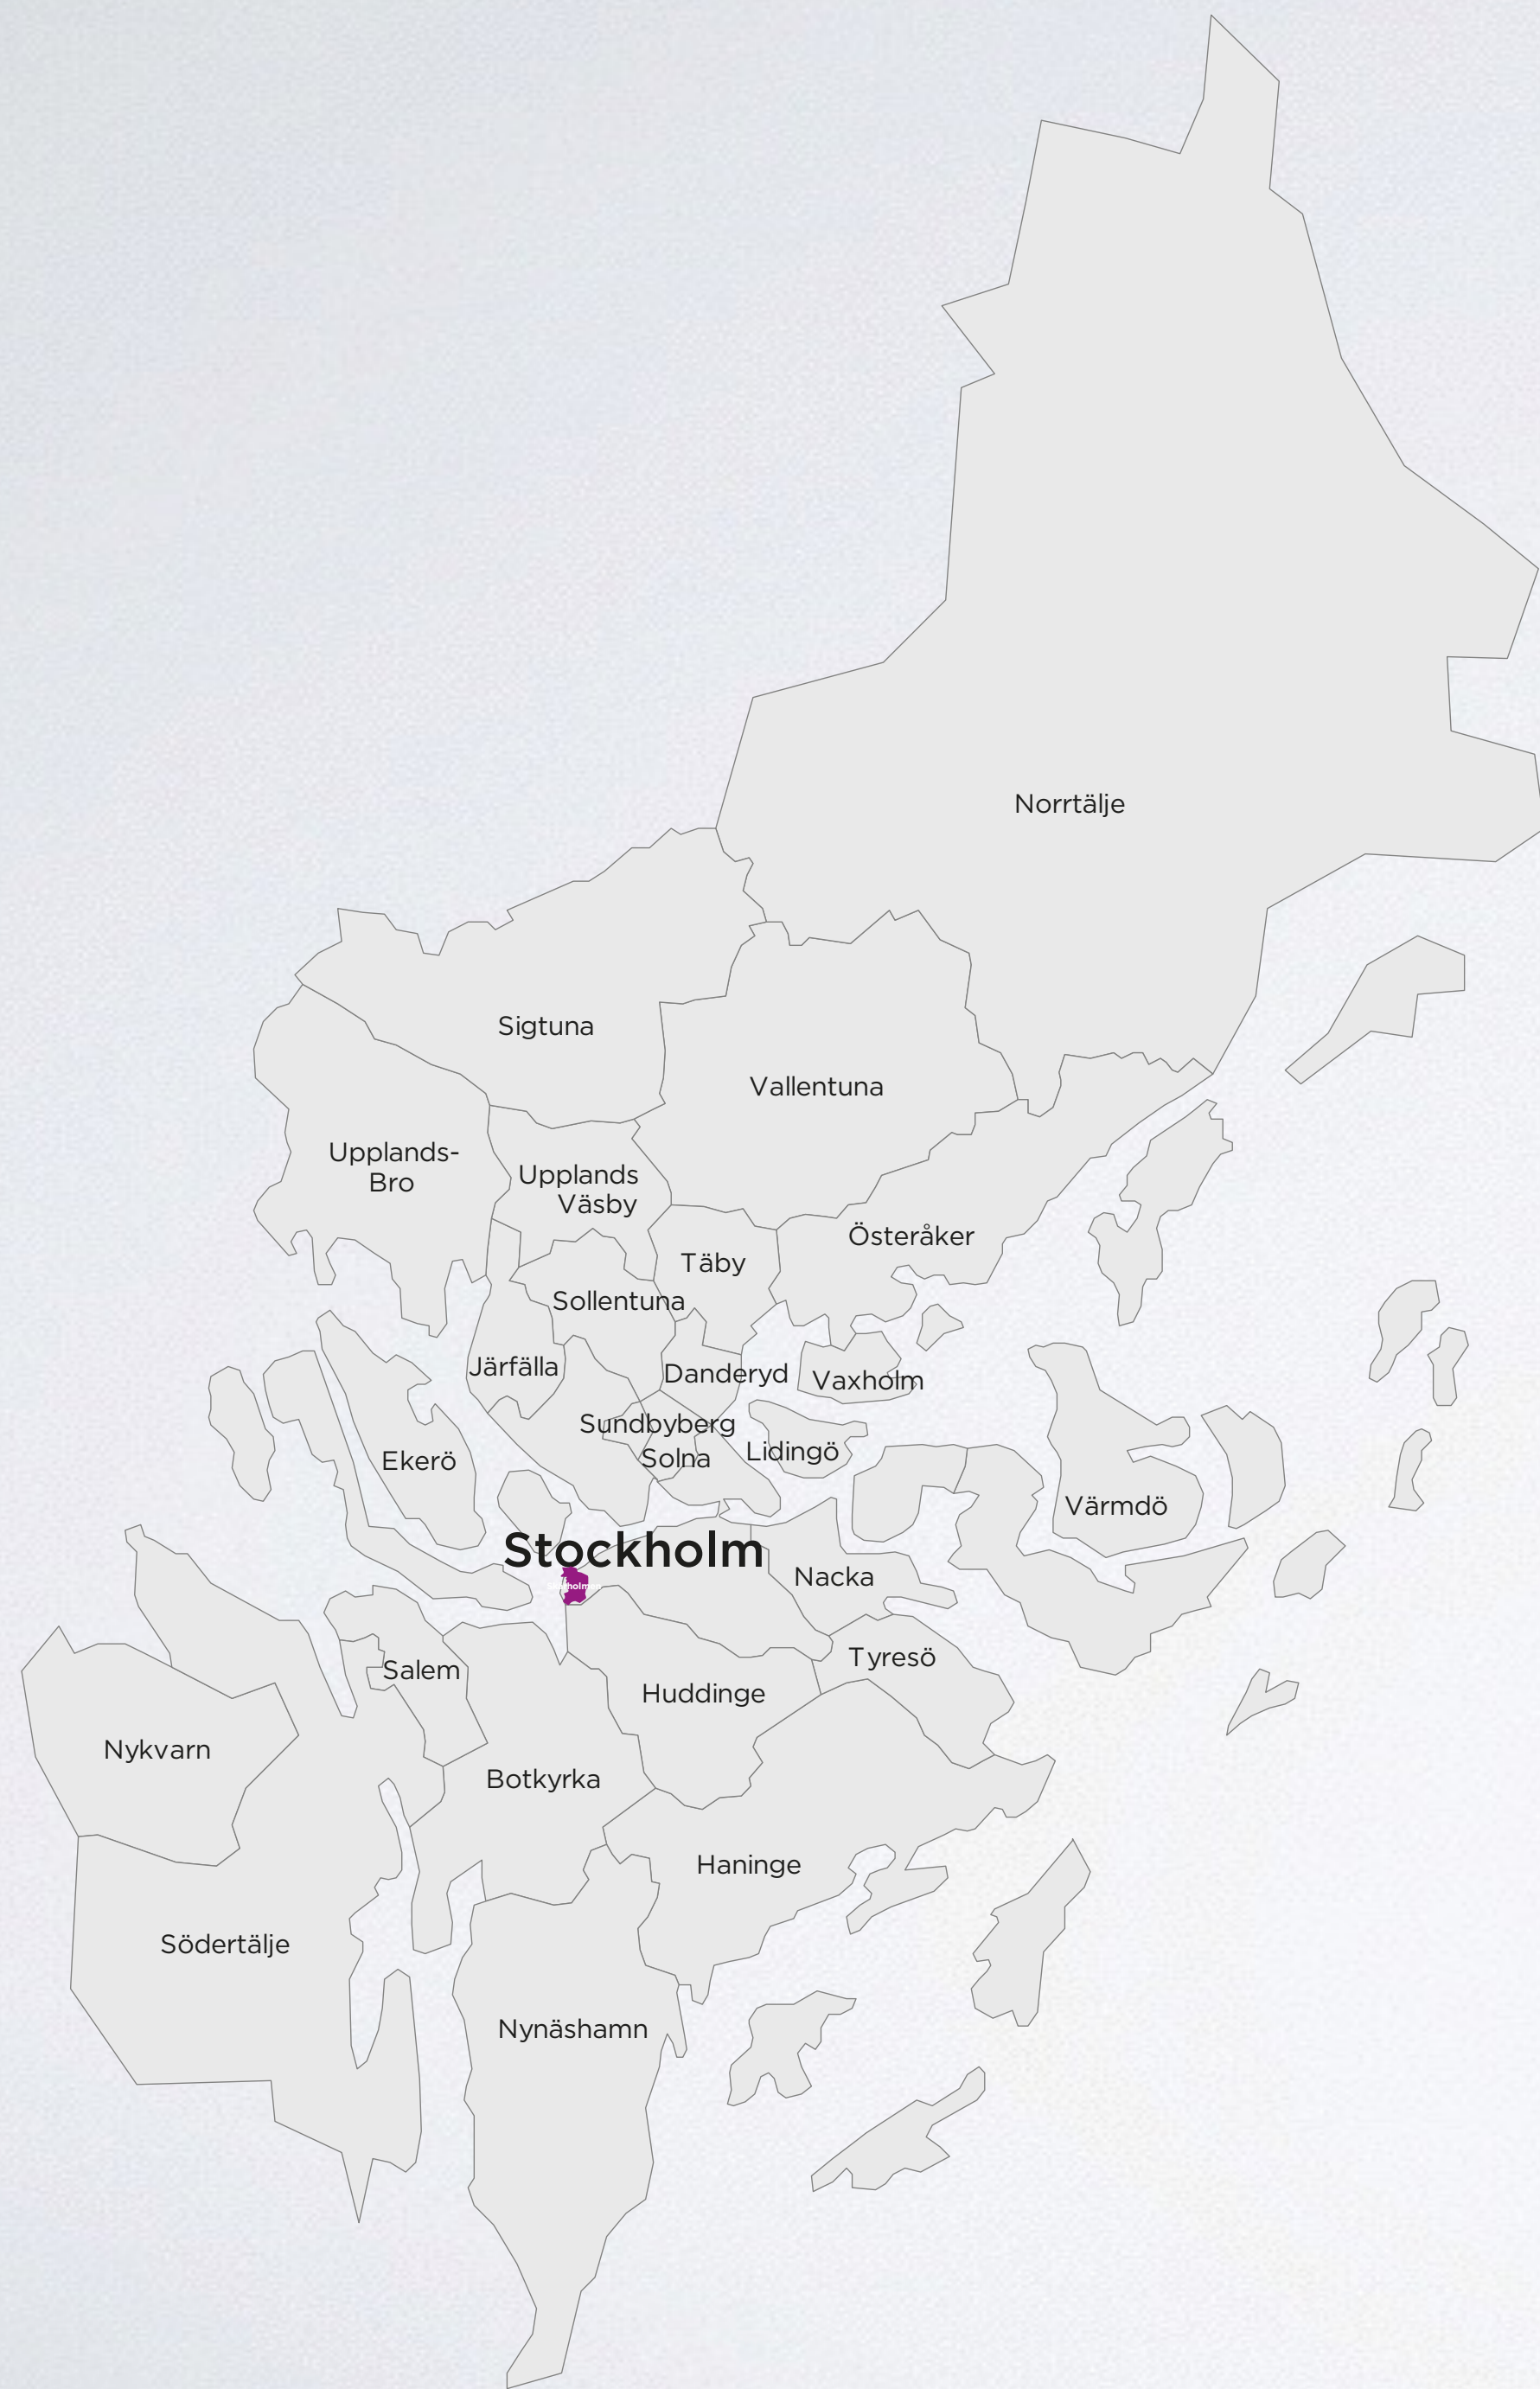 Norrtälje
Sigtuna
Vallentuna
Upplands-
Bro
Upplands
Väsby
Österåker
Täby
Sollentuna
Järfälla
Danderyd
Vaxholm
Sundbyberg
Ekerö
Solna
Lidingö
Värmdö
Stockholm
Nacka
Tyresö
Salem
Huddinge
Nykvarn
Botkyrka
Haninge
Södertälje
Nynäshamn